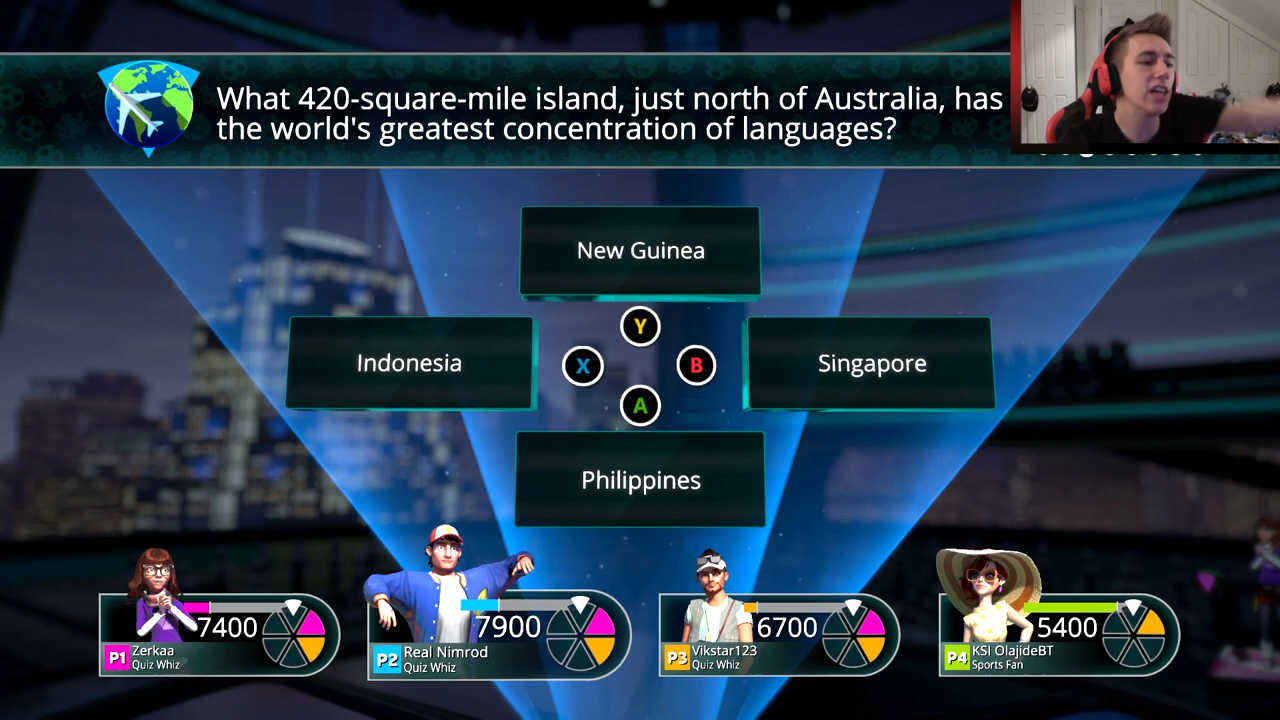 What 420-square-mile island, just north of Australia, has
the world's greatest concentration of languages?
New Guinea
Y
Indonesia
X
B
Singapore
A
Philippines
7400
P1
Zerkaa
Quiz Whiz
7900
P2
Real Nimrod
Quiz Whiz
6700
P3
Vikstar123
Quiz Whiz
5400
P4
KSI OlajideBT
Sports Fan